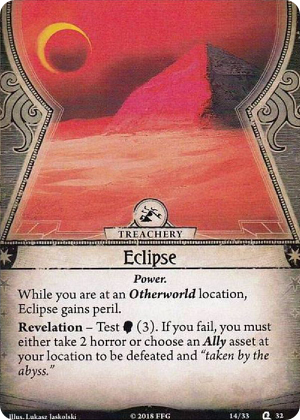 TREACHERY
Eclipse
Power.
While you are at an Otherworld location,
Eclipse gains peril.
Revelation – Test (3). If you fail, you must
either take 2 horror or choose an Ally asset at
your location to be defeated and “taken by the
abyss.”
Illus. Lukasz Jaskolski
© 2018 FFG
14/33
32